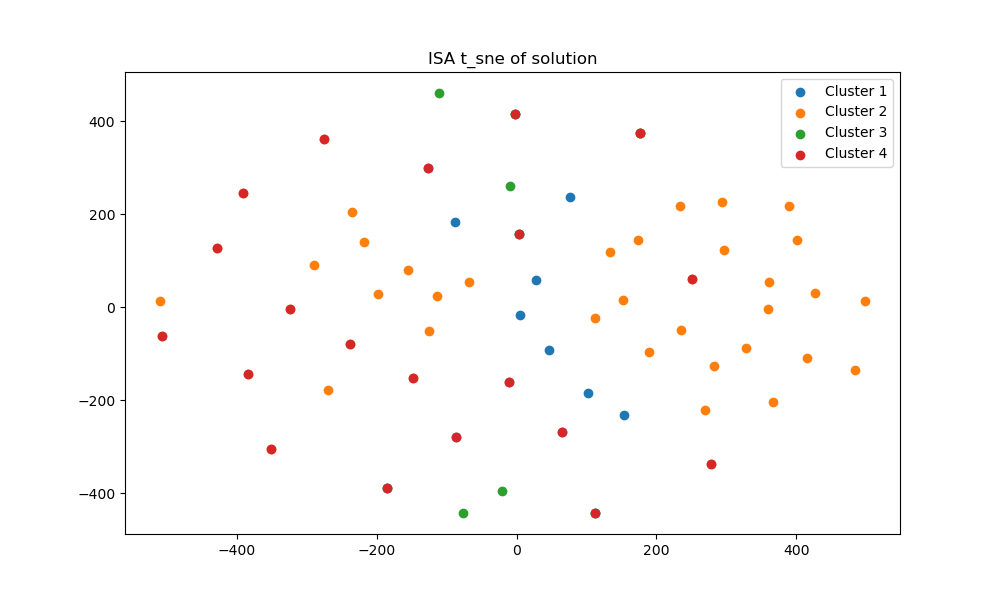 ISA t_sne of solution
Cluster 1
Cluster 2
Cluster 3
Cluster 4
400
200
0
−200
−400
−400 −200 0 200 400